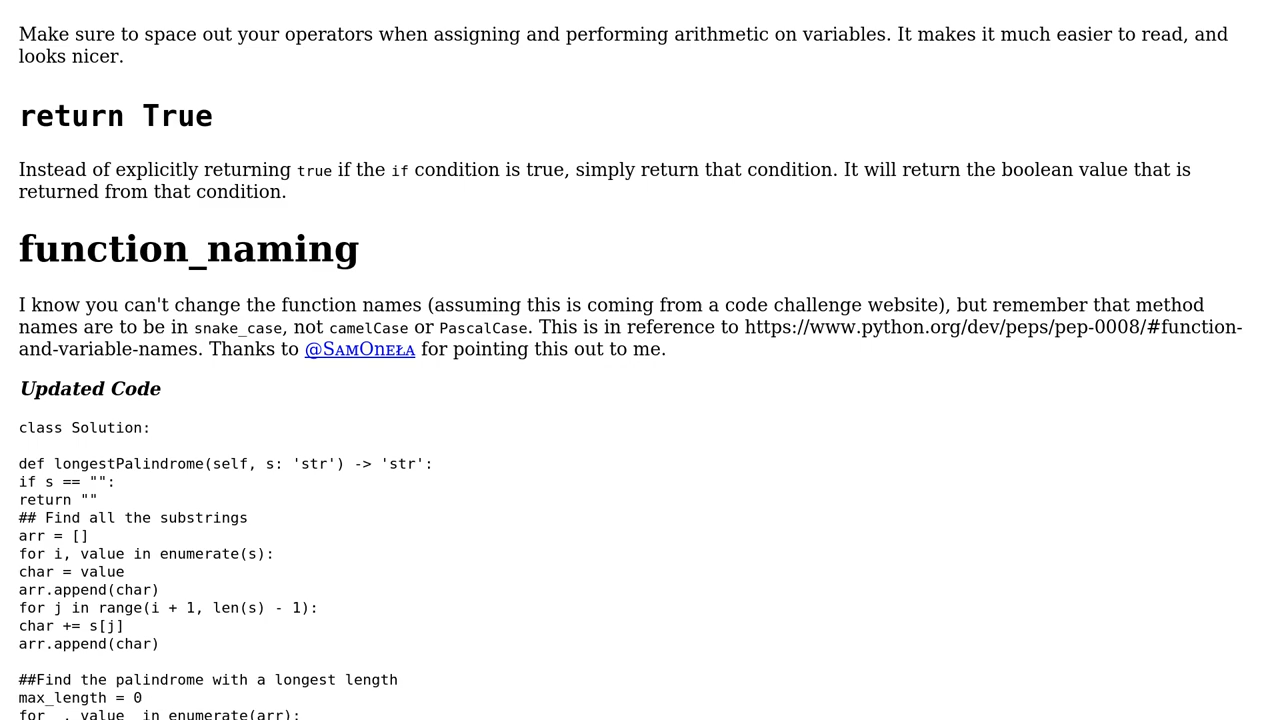 Make sure to space out your operators when assigning and performing arithmetic on variables. It makes it much easier to read, and
looks nicer.
return True
Instead of explicitly returning true if the if condition is true, simply return that condition. It will return the boolean value that is
returned from that condition.
function_naming
I know you can't change the function names (assuming this is coming from a code challenge website), but remember that method
names are to be in snake_case, not camelCase or PascalCase. This is in reference to https://www.python.org/dev/peps/pep-0008/#function-
and-variable-names. Thanks to @SᴀᴍOnᴇŁᴀ for pointing this out to me.
Updated Code
class Solution:
def longestPalindrome(self, s: 'str') -> 'str':
if s == "":
return ""
## Find all the substrings
arr = []
for i, value in enumerate(s):
char = value
arr.append(char)
for j in range(i + 1, len(s) - 1):
char += s[j]
arr.append(char)
##Find the palindrome with a longest length
max_length = 0
for _, value_ in enumerate(arr):